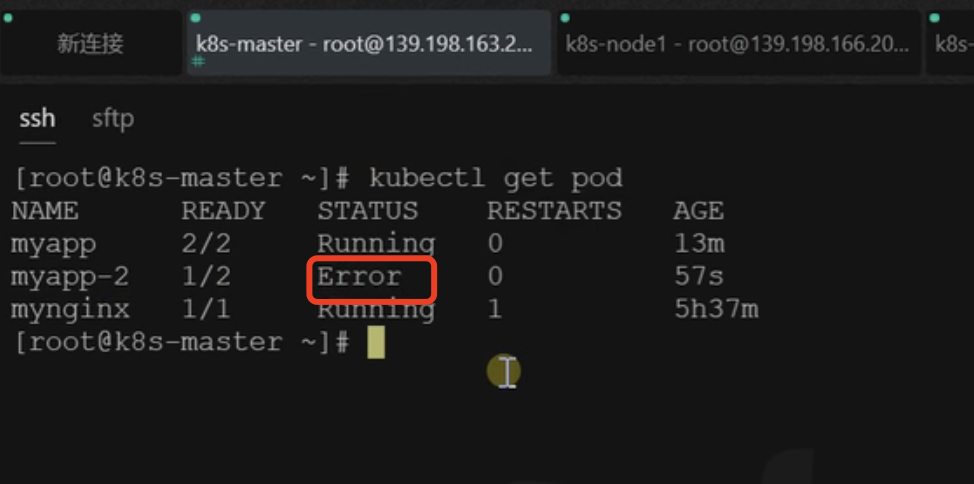 新连接 k8s-master - root@139.198.163.2... k8s-node1 - root@139.198.166.20... k8s-
#
ssh sftp
[root@k8s-master ~]# kubectl get pod
NAME READY STATUS RESTARTS AGE
myapp 2/2 Running 0 13m
myapp-2 1/2 Error 0 57s
mynginx 1/1 Running 1 5h37m
[root@k8s-master ~]#